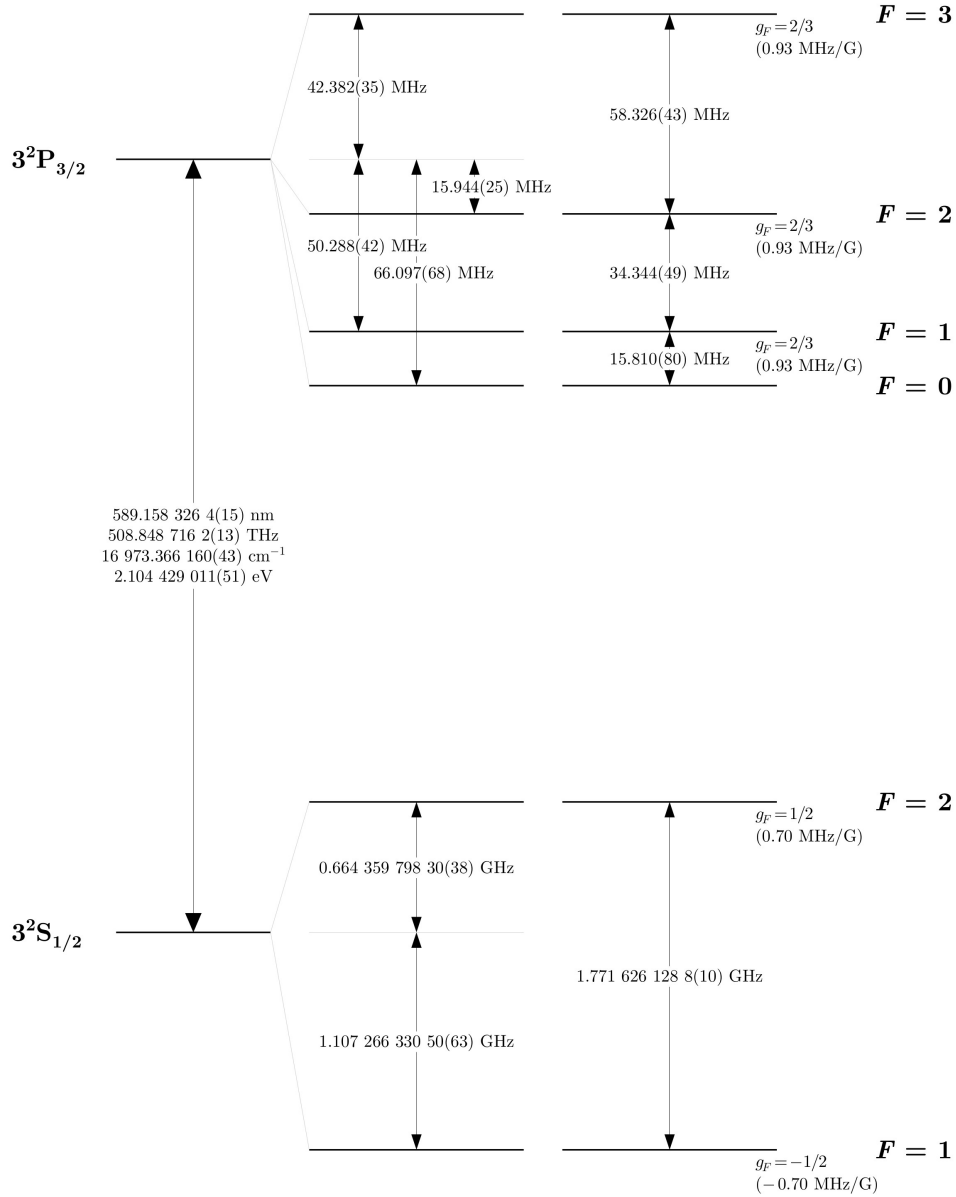 F = 3
g_F = 2/3
(0.93 MHz/G)
42.382(35) MHz
58.326(43) MHz
3²P₃/₂
15.944(25) MHz
F = 2
g_F = 2/3
(0.93 MHz/G)
50.288(42) MHz
66.097(68) MHz
34.344(49) MHz
F = 1
g_F = 2/3
(0.93 MHz/G)
15.810(80) MHz
F = 0
589.158 326 4(15) nm
508.848 716 2(13) THz
16 973.366 160(43) cm⁻¹
2.104 429 011(51) eV
F = 2
g_F = 1/2
(0.70 MHz/G)
0.664 359 798 30(38) GHz
3²S₁/₂
1.771 626 128 8(10) GHz
1.107 266 330 50(63) GHz
F = 1
g_F = −1/2
(−0.70 MHz/G)